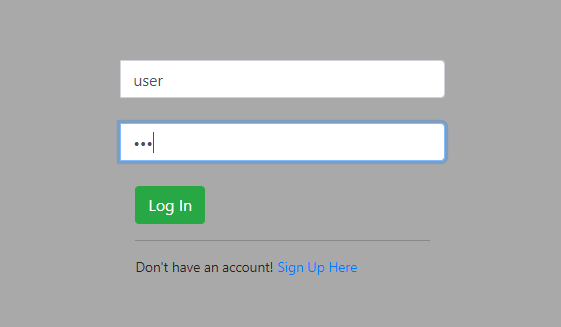 user
•••
Log In
Don't have an account! Sign Up Here